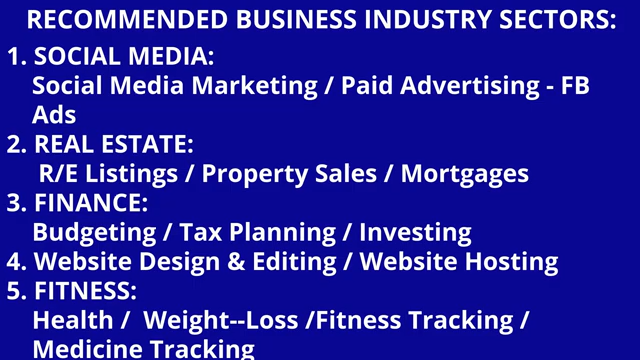 RECOMMENDED BUSINESS INDUSTRY SECTORS:
1. SOCIAL MEDIA:
Social Media Marketing / Paid Advertising - FB
Ads
2. REAL ESTATE:
R/E Listings / Property Sales / Mortgages
3. FINANCE:
Budgeting / Tax Planning / Investing
4. Website Design & Editing / Website Hosting
5. FITNESS:
Health /  Weight--Loss /Fitness Tracking /
Medicine Tracking